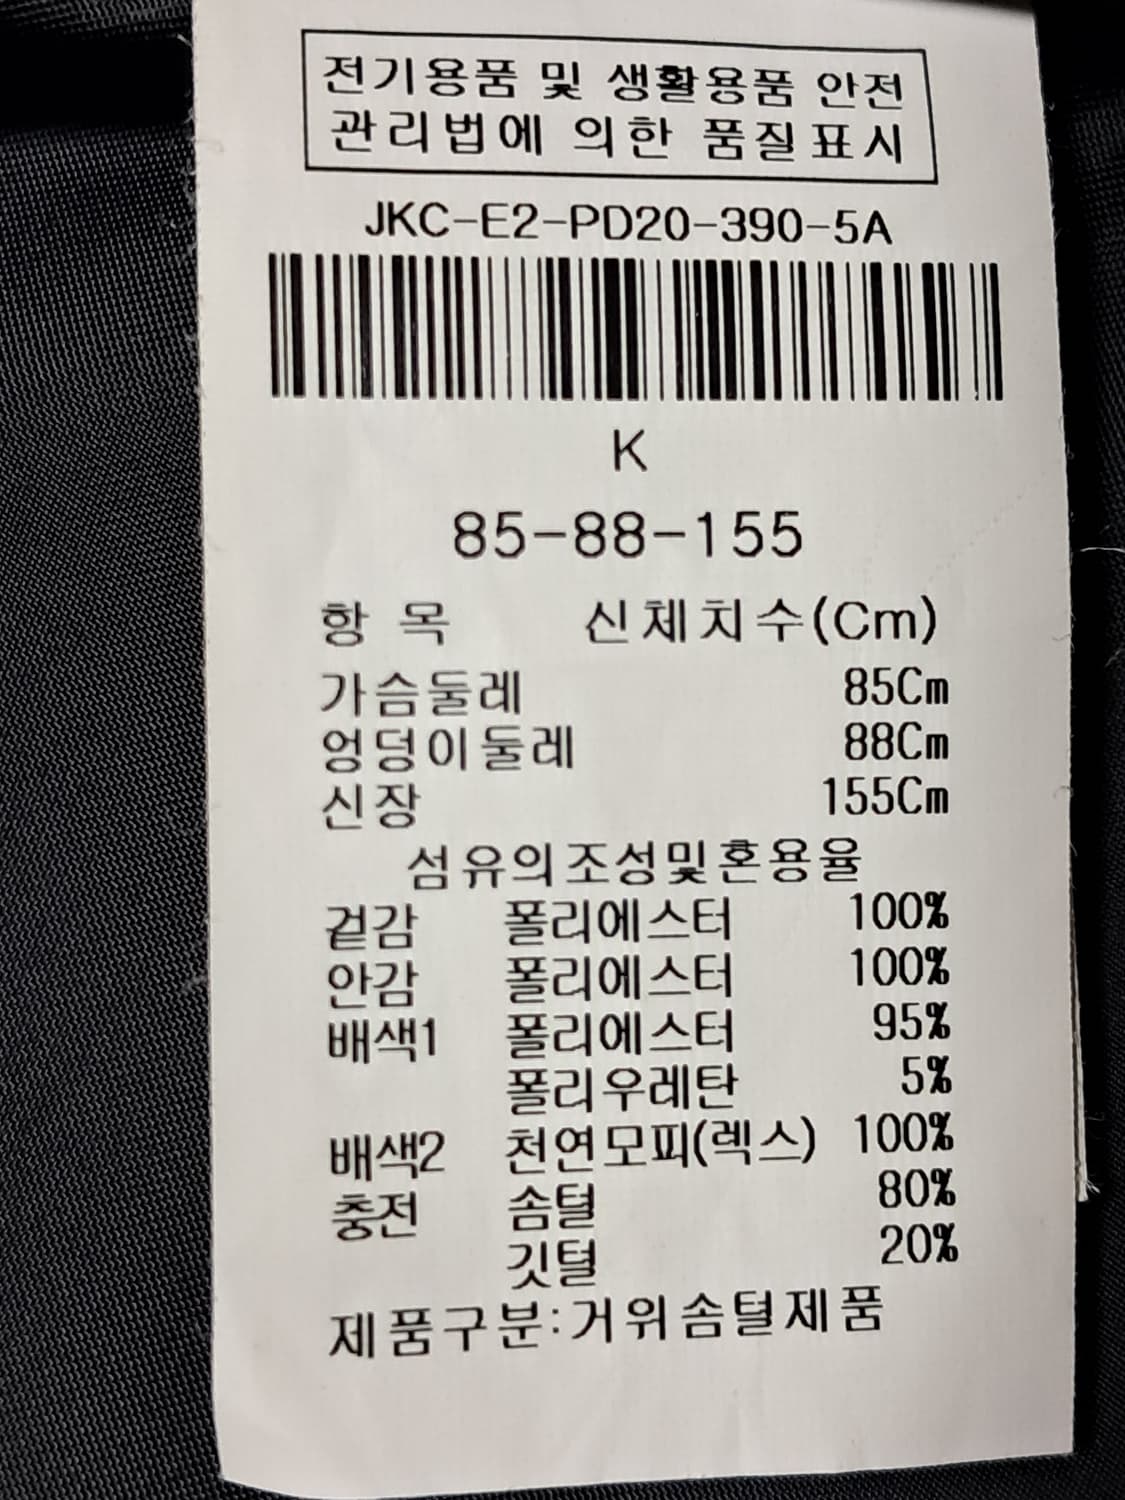 전기용품 및 생활용품 안전
관리법에 의한 품질표시
JKC-E2-PD20-390-5A
K
85-88-155
항 목 신체치수(Cm)
가슴둘레 85Cm
엉덩이둘레 88Cm
신장 155Cm
섬유의조성및혼용율
겉감 폴리에스터 100%
안감 폴리에스터 100%
배색1 폴리에스터 95%
폴리우레탄 5%
배색2 천연모피(렉스) 100%
충전 솜털 80%
깃털 20%
제품구분:거위솜털제품